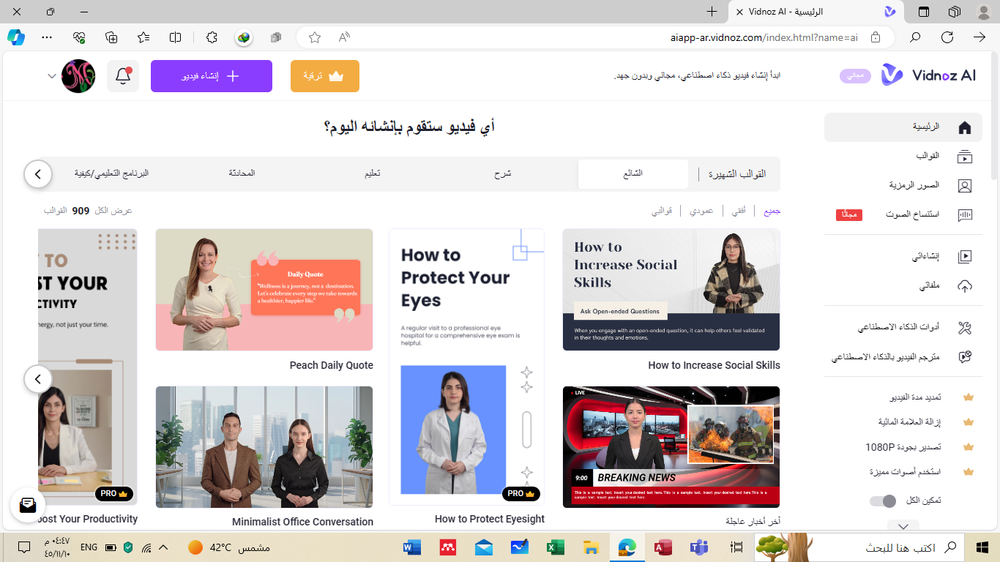 Vidnoz AI - الرئيسية
aiapp-ar.vidnoz.com/index.html?name=ai
Vidnoz AI
مجاني
ابدأ إنشاء فيديو ذكاء اصطناعي، مجاني وبدون جهد.
ترقية
إنشاء فيديو
الرئيسية
القوالب
الصور الرمزية
استنساخ الصوت
مجانًا
إنشاءاتي
ملفاتي
أدوات الذكاء الاصطناعي
مترجم الفيديو بالذكاء الاصطناعي
تمديد مدة الفيديو
إزالة العلامة المائية
تصدير بجودة 1080P
استخدم أصوات مميزة
تمكين الكل
أي فيديو ستقوم بإنشائه اليوم؟
القوالب الشهيرة
الشائع
شرح
تعليم
المحادثة
البرنامج التعليمي/كيفية
جميع
أفقي
عمودي
قوالبي
عرض الكل 909 القوالب
How to
Increase Social
Skills
Ask Open-ended Questions
When you engage with an open-ended question, it can help others feel validated
in their thoughts and emotions.
How to Increase Social Skills
How to
Protect Your
Eyes
A regular visit to a professional eye
hospital for a comprehensive eye exam is
helpful.
PRO
How to Protect Eyesight
Daily Quote
"Wellness is a journey, not a destination.
Let's celebrate every step we take towards
a healthier, happier life."
Peach Daily Quote
TO
ST YOUR
CTIVITY
nergy, not just your time.
PRO
oost Your Productivity
LIVE
9:00
BREAKING NEWS
This is a sample text. Insert your desired text here. This is a sample text. Insert your desired text here.This is a
sample text. Insert your desired text here.
آخر أخبار عاجلة
Minimalist Office Conversation
اكتب هنا للبحث
مشمس
42°C
ENG
٠٤:٤٧ م
٤٥/١١/١٠